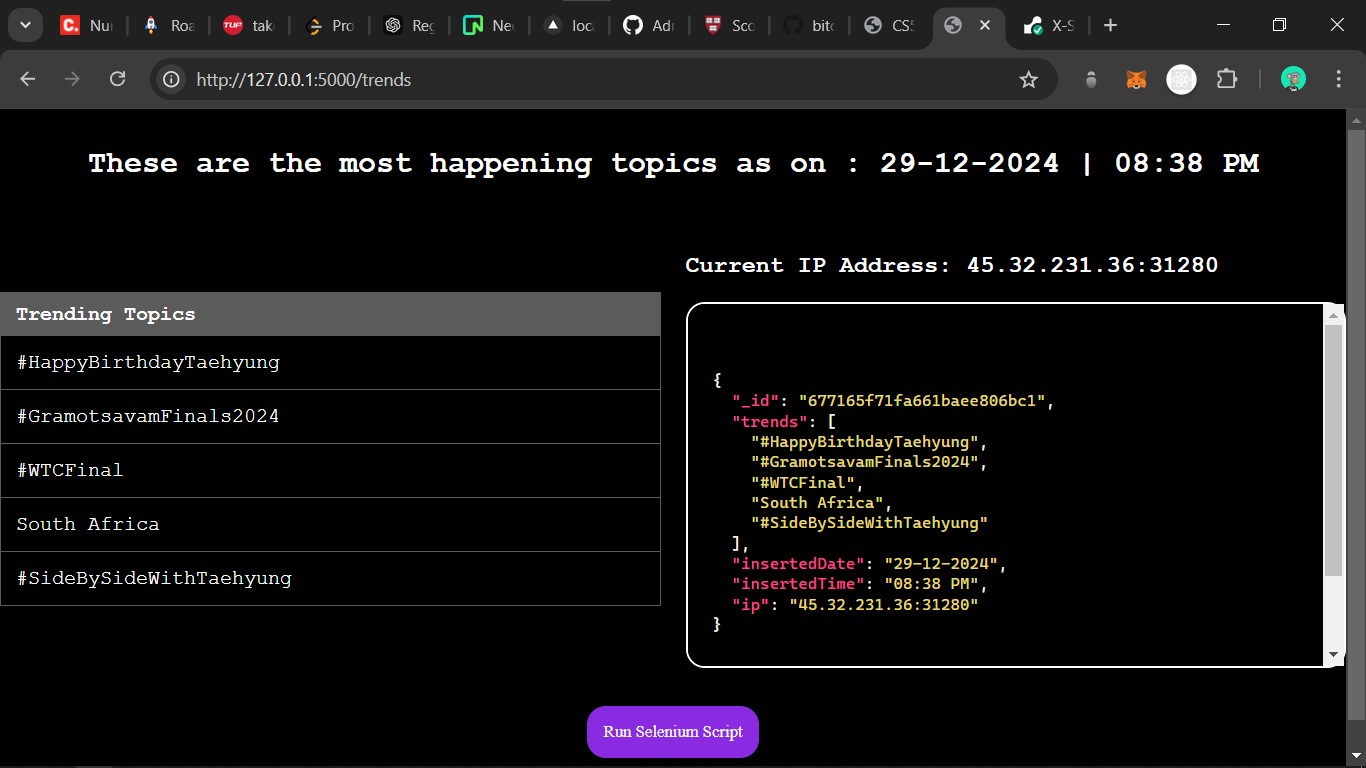 Nu
Roa
TUF
tak
Pro
Reg
Ne
loc
Adr
Sco
bitc
CS5
X-S
http://127.0.0.1:5000/trends
These are the most happening topics as on : 29-12-2024 | 08:38 PM
Current IP Address: 45.32.231.36:31280
Trending Topics
#HappyBirthdayTaehyung
#GramotsavamFinals2024
#WTCFinal
South Africa
#SideBySideWithTaehyung
{
"_id": "677165f71fa661baee806bc1",
"trends": [
"#HappyBirthdayTaehyung",
"#GramotsavamFinals2024",
"#WTCFinal",
"South Africa",
"#SideBySideWithTaehyung"
],
"insertedDate": "29-12-2024",
"insertedTime": "08:38 PM",
"ip": "45.32.231.36:31280"
}
Run Selenium Script